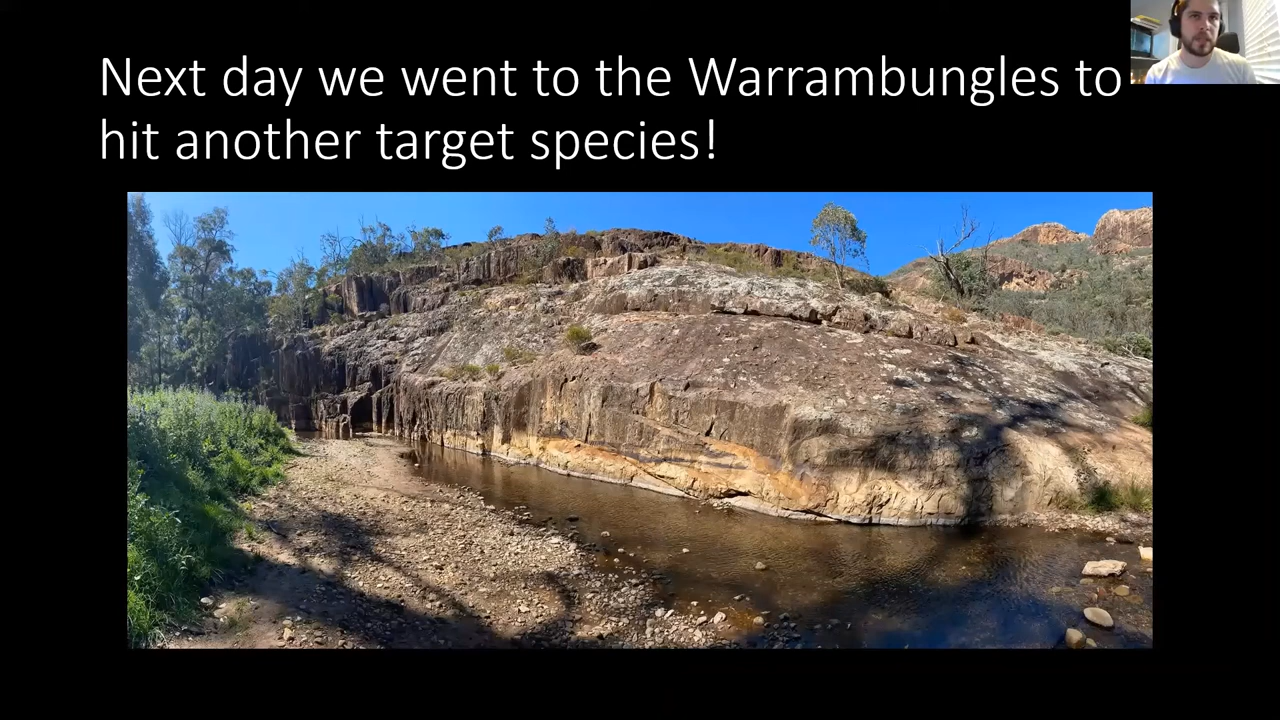 Next day we went to the Warrambungles to
hit another target species!